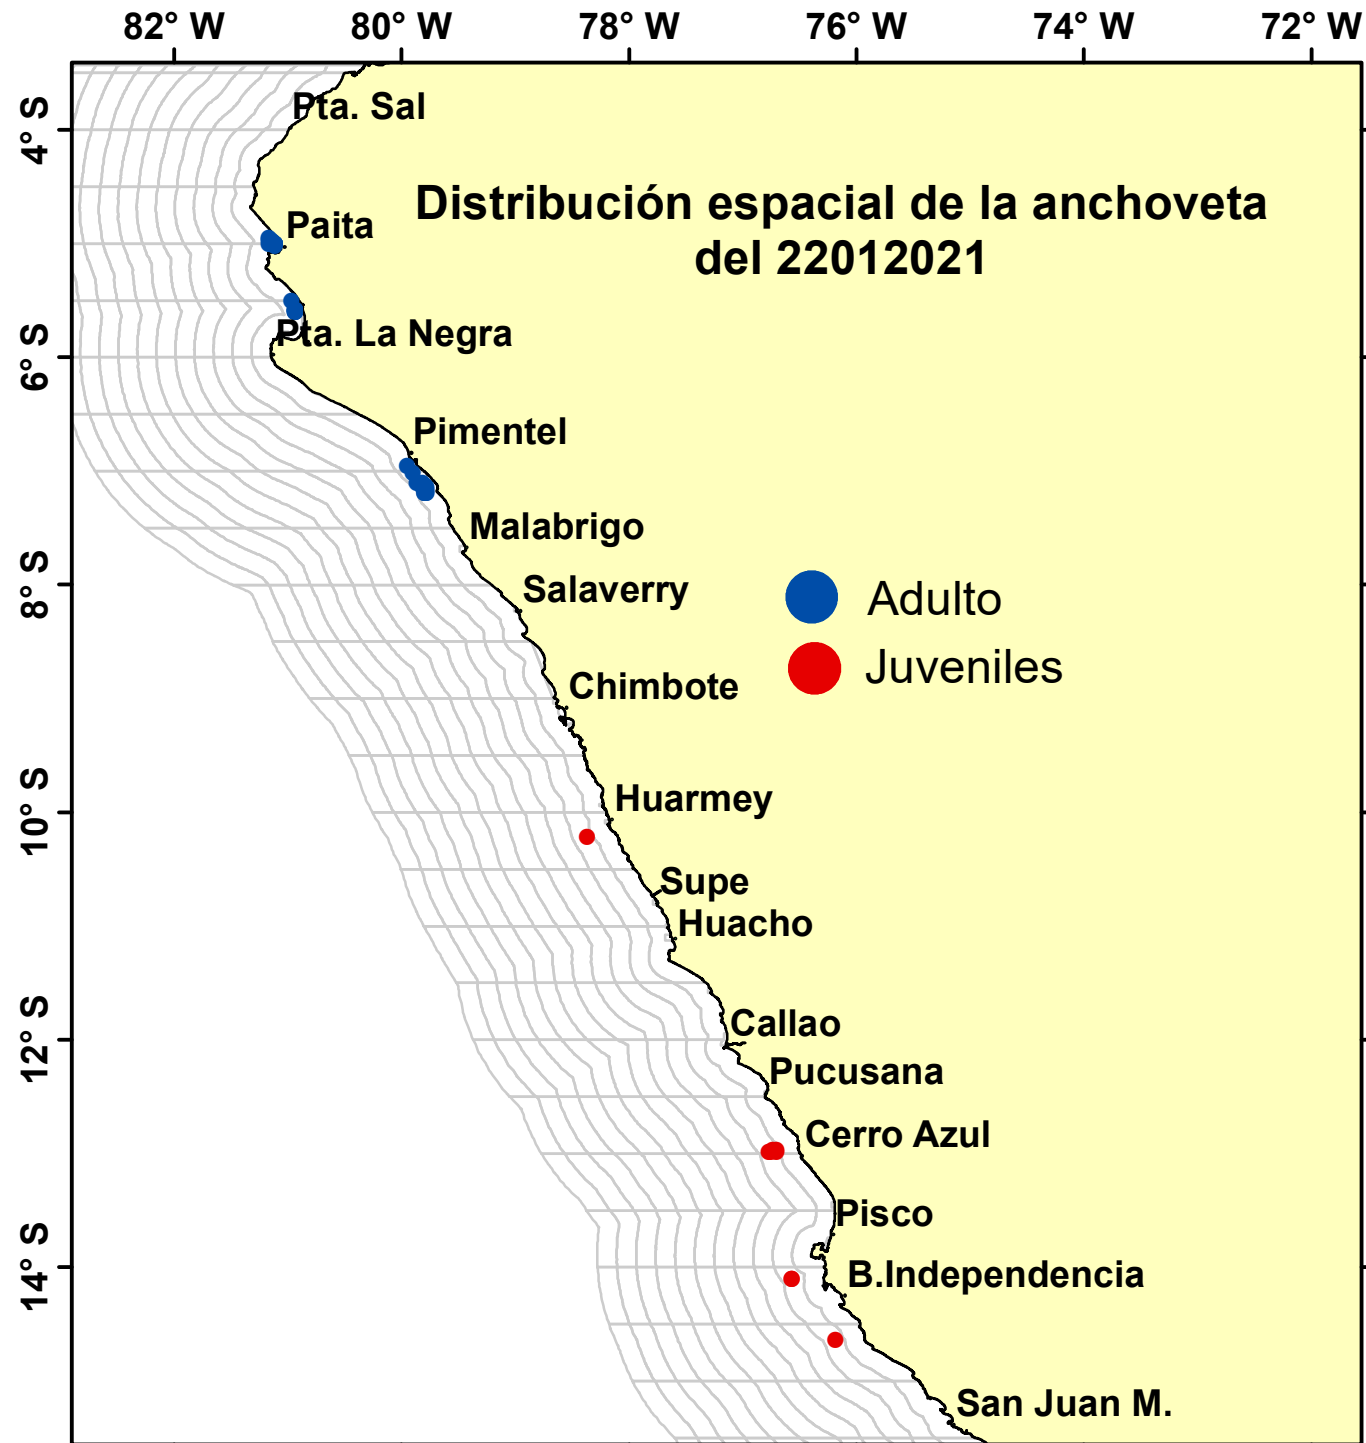 82° W 80° W 78° W 76° W 74° W 72° W
4° S
6° S
8° S
10° S
12° S
14° S
Pta. Sal
Distribución espacial de la anchoveta
del 22012021
Paita
Pta. La Negra
Pimentel
Malabrigo
Salaverry
Adulto
Juveniles
Chimbote
Huarmey
Supe
Huacho
Callao
Pucusana
Cerro Azul
Pisco
B.Independencia
San Juan M.